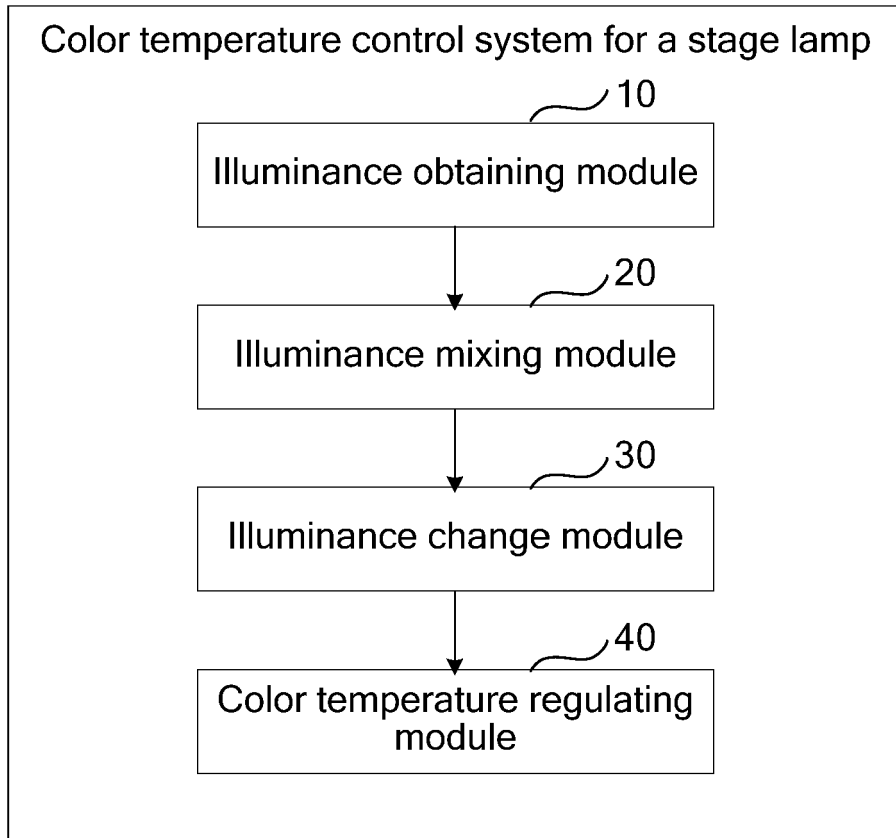 Color temperature control system for a stage lamp
10
Illuminance obtaining module
20
Illuminance mixing module
30
Illuminance change module
40
Color temperature regulating
module